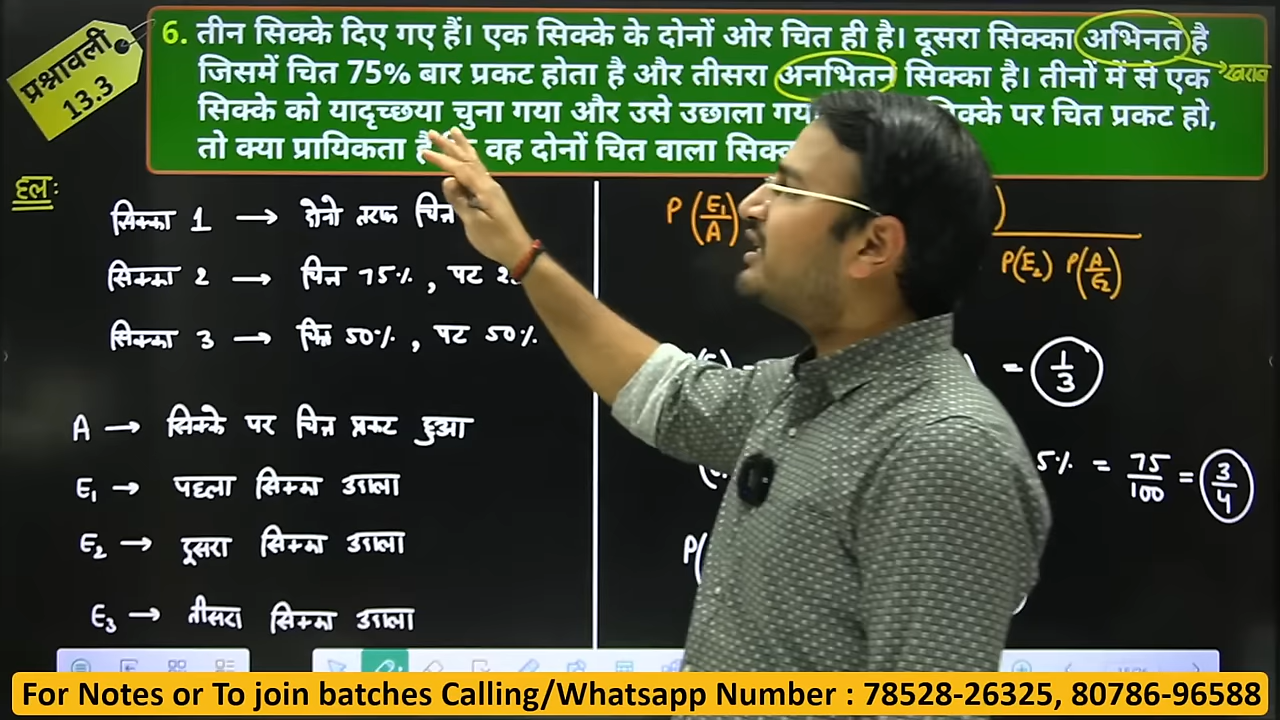 प्रश्नावली
13.3
6. तीन सिक्के दिए गए हैं। एक सिक्के के दोनों ओर चित ही है। दूसरा सिक्का अभिनत है
जिसमें चित 75% बार प्रकट होता है और तीसरा अनभितन सिक्का है। तीनों में से एक
खराब
सिक्के को यादृच्छया चुना गया और उसे उछाला गया पर चित प्रकट हो,
तो क्या प्रायिकता वह दोनों चित वाला
हलः
सिक्का 1 → दोनो तरफ चित
सिक्का 2 → चित 75%, पट
सिक्का 3 → चित 50%, पट 50%
A → सिक्के पर चित प्रकट हुआ
E₁ → पहला सिक्का उछाला
E₂ → दूसरा सिक्का उछाला
E₃ → तीसरा सिक्का उछाला
P(E₁/A)
)
P(E₂) P(A/E₂)
= 1/3
5% = 75/100 = 3/4
P(
For Notes or To join batches Calling/Whatsapp Number : 78528-26325, 80786-96588